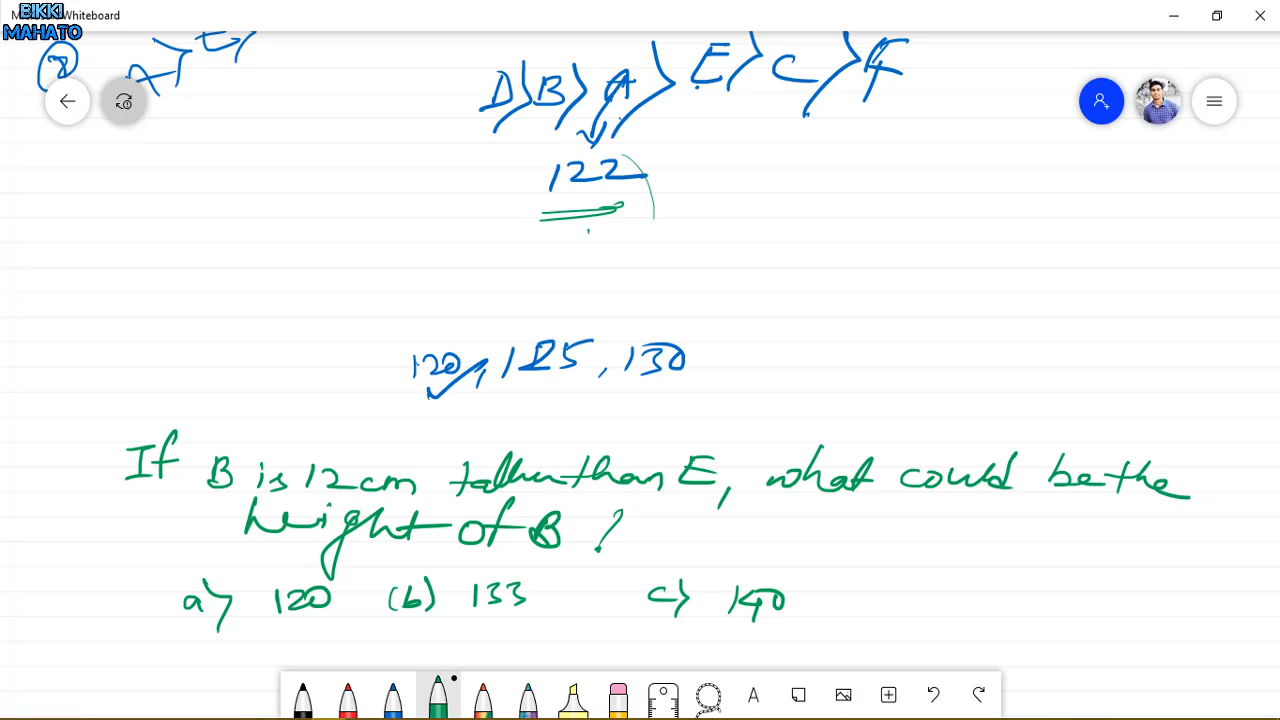 BIKKI
MAHATO
Whiteboard
D>B>A>E>C>F
122
120, 125, 130
If B is 12cm taller than E, what could be the
height of B?
a) 120 (b) 133 c) 140
A